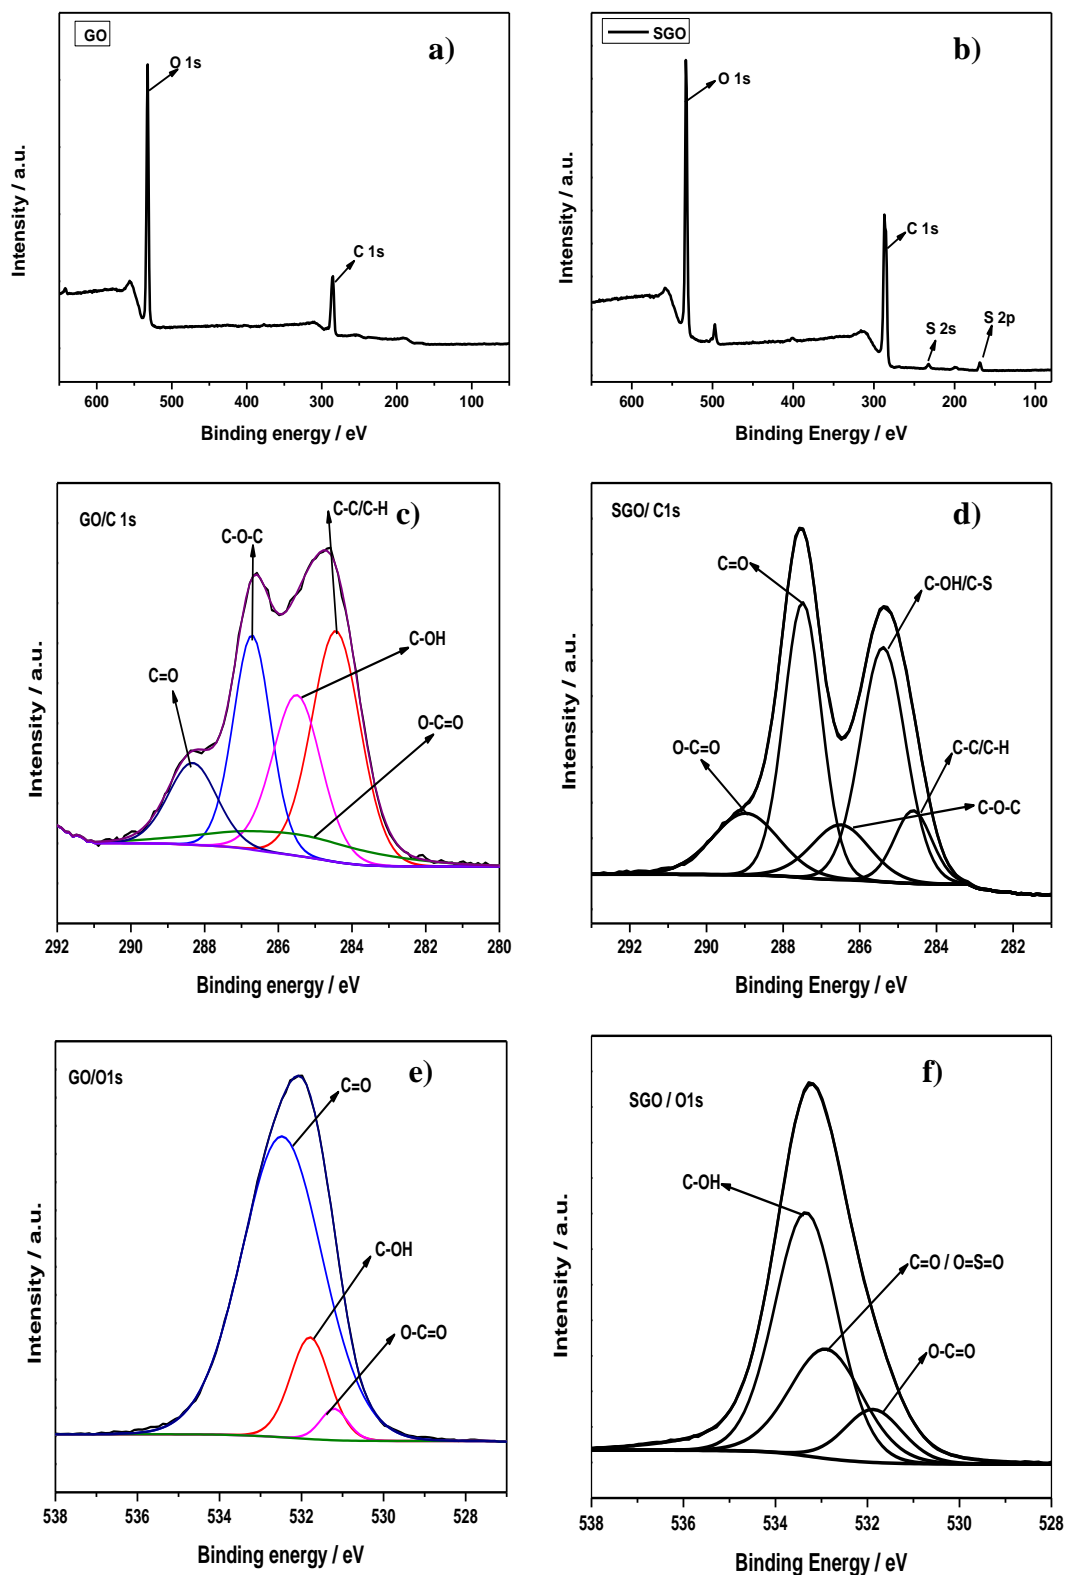 GO
a)
O 1s
C 1s
Intensity / a.u.
600 500 400 300 200 100
Binding energy / eV
SGO
b)
O 1s
C 1s
S 2s
S 2p
Intensity / a.u.
600 500 400 300 200 100
Binding Energy / eV
GO/C 1s
c)
C-C/C-H
C-O-C
C-OH
C=O
O-C=O
Intensity / a.u.
292 290 288 286 284 282 280
Binding energy / eV
SGO/ C1s
d)
C=O
C-OH/C-S
O-C=O
C-C/C-H
C-O-C
Intensity / a.u.
292 290 288 286 284 282
Binding Energy / eV
GO/O1s
e)
C=O
C-OH
O-C=O
Intensity / a.u.
538 536 534 532 530 528
Binding energy / eV
SGO / O1s
f)
C-OH
C=O / O=S=O
O-C=O
Intensity / a.u.
538 536 534 532 530 528
Binding Energy / eV